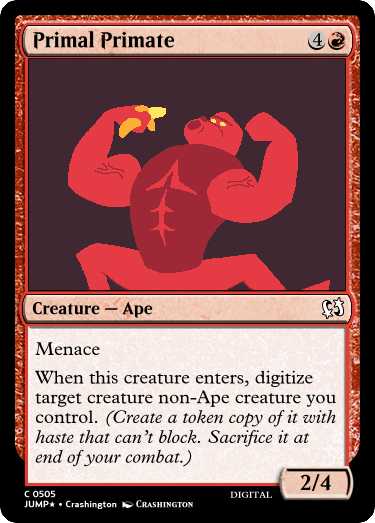 Primal Primate 4
Creature — Ape
Menace
When this creature enters, digitize
target creature non-Ape creature you
control. (Create a token copy of it with
haste that can't block. Sacrifice it at
end of your combat.)
2/4
C 0505 DIGITAL
JUMP★ • Crashington CRASHINGTON